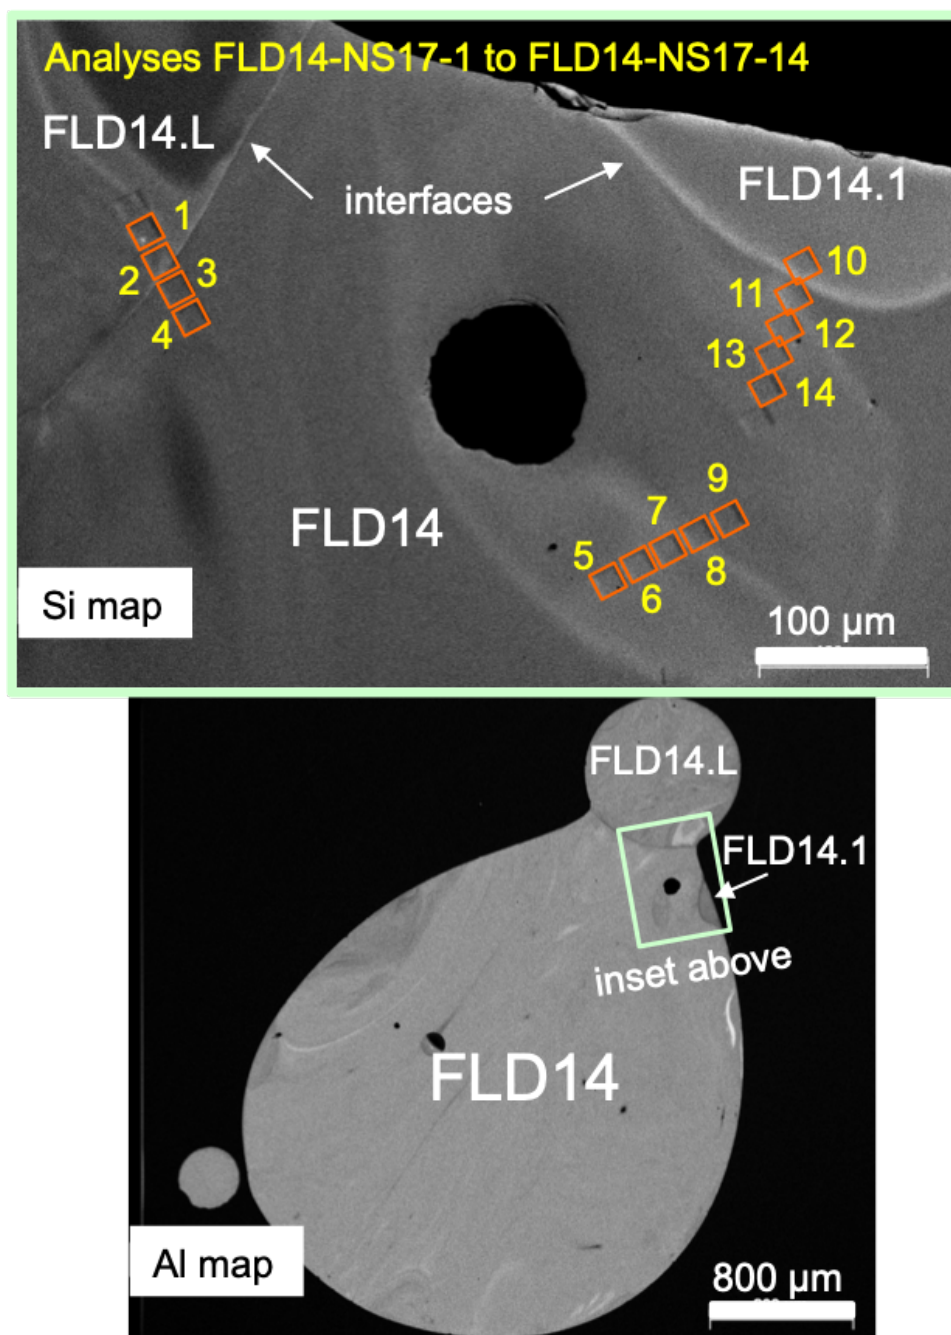 Analyses FLD14-NS17-1 to FLD14-NS17-14
FLD14.L
interfaces
FLD14.1
1
2
3
4
10
11
12
13
14
9
7
5
8
6
FLD14
Si map
100 µm
FLD14.L
FLD14.1
inset above
FLD14
Al map
800 µm